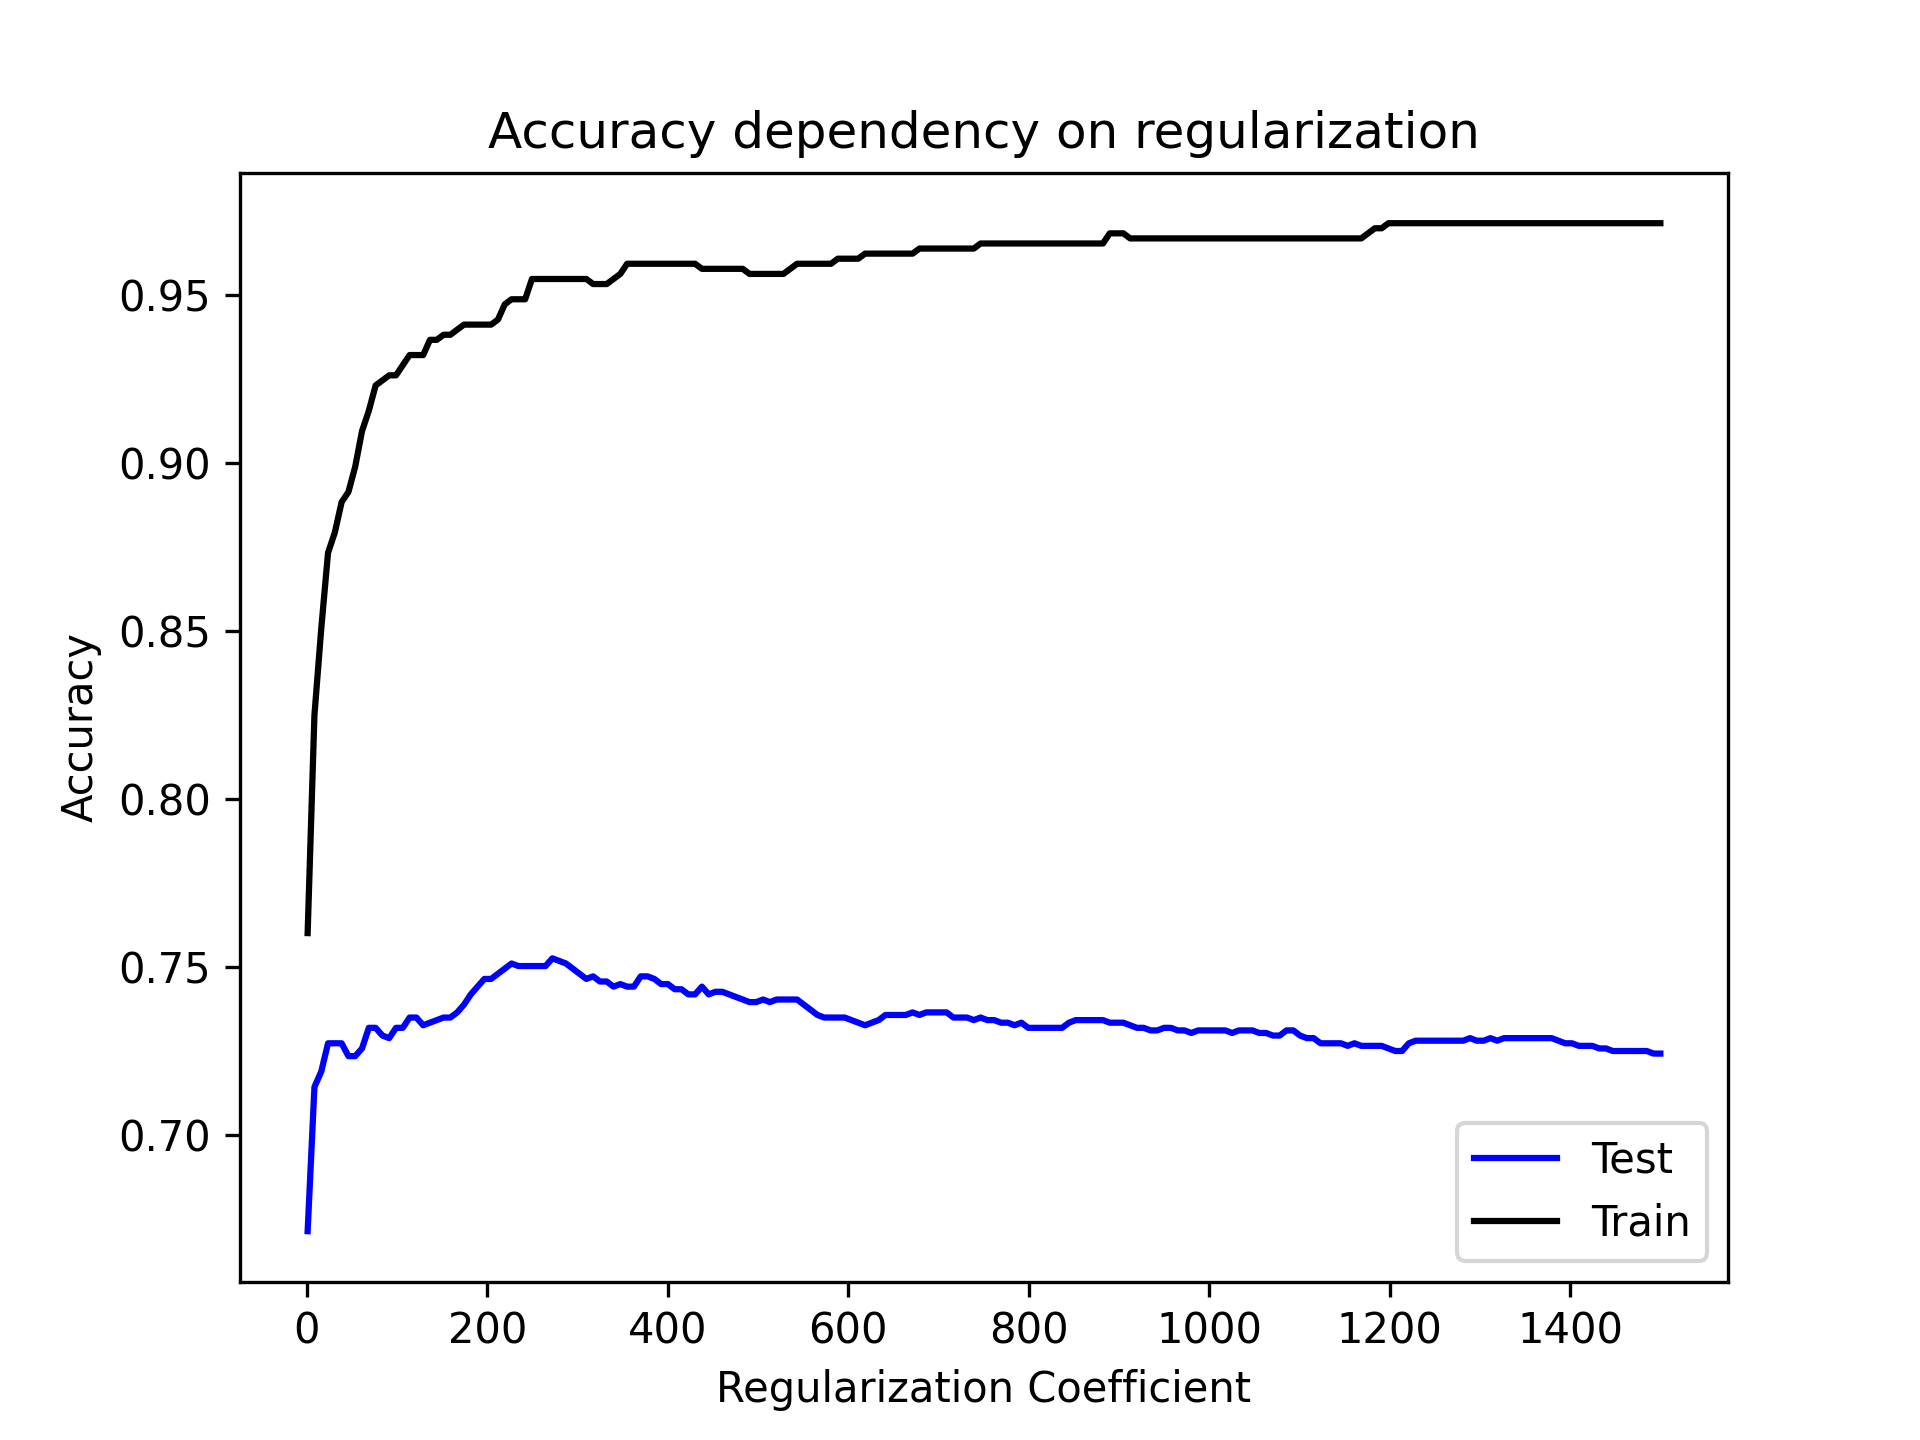 Accuracy dependency on regularization
Accuracy
0.95
0.90
0.85
0.80
0.75
0.70
Test
Train
0 200 400 600 800 1000 1200 1400
Regularization Coefficient